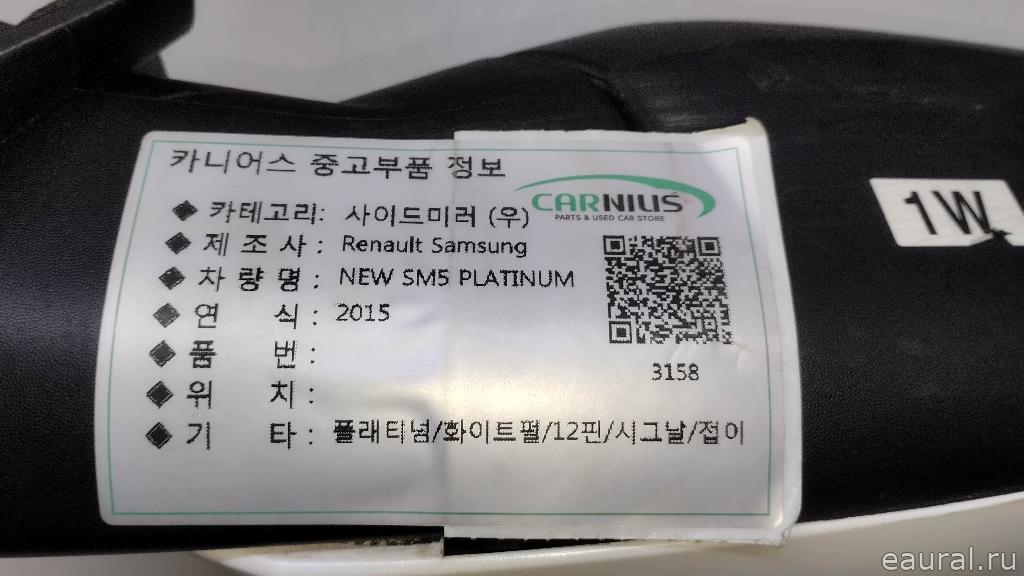 카니어스 중고부품 정보
CARNIUS
PARTS & USED CAR STORE
◆ 카테고리: 사이드미러 (우)
◆ 제 조 사 : Renault Samsung
◆ 차 량 명 : NEW SM5 PLATINUM
◆ 연 식 : 2015
◆ 품 번 :
◆ 위 치 :
◆ 기 타 : 플래티넘/화이트펄/12핀/시그날/접이
3158
1W
eaural.ru